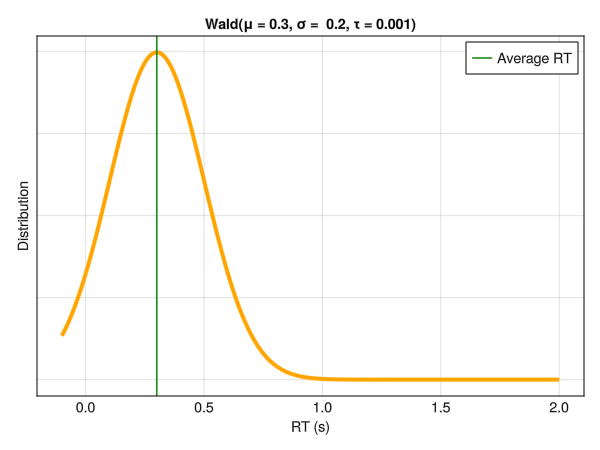 Wald(μ = 0.3, σ =  0.2, τ = 0.001)
Average RT
Distribution
0.0
0.5
1.0
1.5
2.0
RT (s)